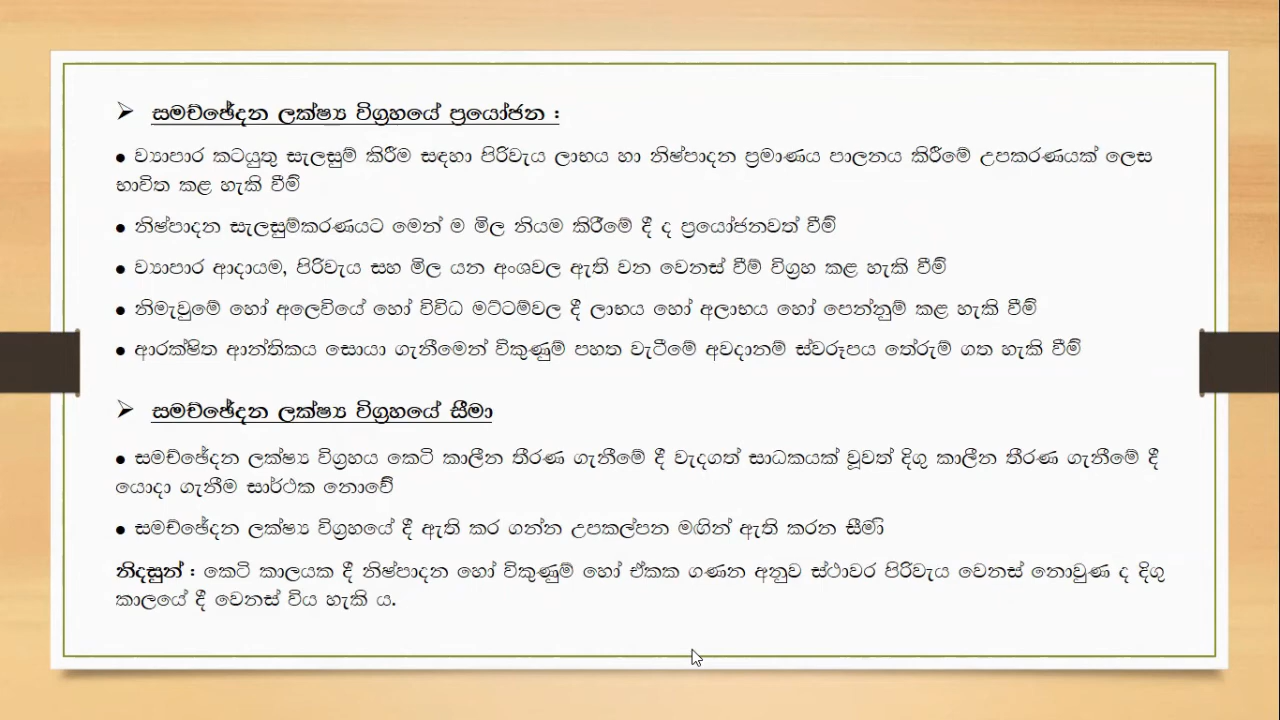 ➢ සමච්ඡේදන ලක්ෂ්‍ය විග්‍රහයේ ප්‍රයෝජන :
● ව්‍යාපාර කටයුතු සැලසුම් කිරීම සඳහා පිරිවැය ලාභය හා නිෂ්පාදන ප්‍රමාණය පාලනය කිරීමේ උපකරණයක් ලෙස
භාවිත කළ හැකි වීම්
● නිෂ්පාදන සැලසුම්කරණයට මෙන් ම මිල නියම කිරීමේ දී ද ප්‍රයෝජනවත් වීම්
● ව්‍යාපාර ආදායම, පිරිවැය සහ මිල යන අංශවල ඇති වන වෙනස් වීම් විග්‍රහ කළ හැකි වීම්
● නිමැවුමේ හෝ අලෙවියේ හෝ විවිධ මට්ටම්වල දී ලාභය හෝ අලාභය හෝ පෙන්නුම් කළ හැකි වීම්
● ආරක්ෂිත ආන්තිකය සොයා ගැනීමෙන් විකුණුම් පහත වැටීමේ අවදානම් ස්වරූපය තේරුම් ගත හැකි වීම්
➢ සමච්ඡේදන ලක්ෂ්‍ය විග්‍රහයේ සීමා
● සමච්ඡේදන ලක්ෂ්‍ය විග්‍රහය කෙටි කාලීන තීරණ ගැනීමේ දී වැදගත් සාධකයක් වූවත් දිගු කාලීන තීරණ ගැනීමේ දී
යොදා ගැනීම සාර්ථක නොවේ
● සමච්ඡේදන ලක්ෂ්‍ය විග්‍රහයේ දී ඇති කර ගන්න උපකල්පන මඟින් ඇති කරන සීමා
නිදසුන් : කෙටි කාලයක දී නිෂ්පාදන හෝ විකුණුම් හෝ ඒකක ගණන අනුව ස්ථාවර පිරිවැය වෙනස් නොවුණ ද දිගු
කාලයේ දී වෙනස් විය හැකි ය.